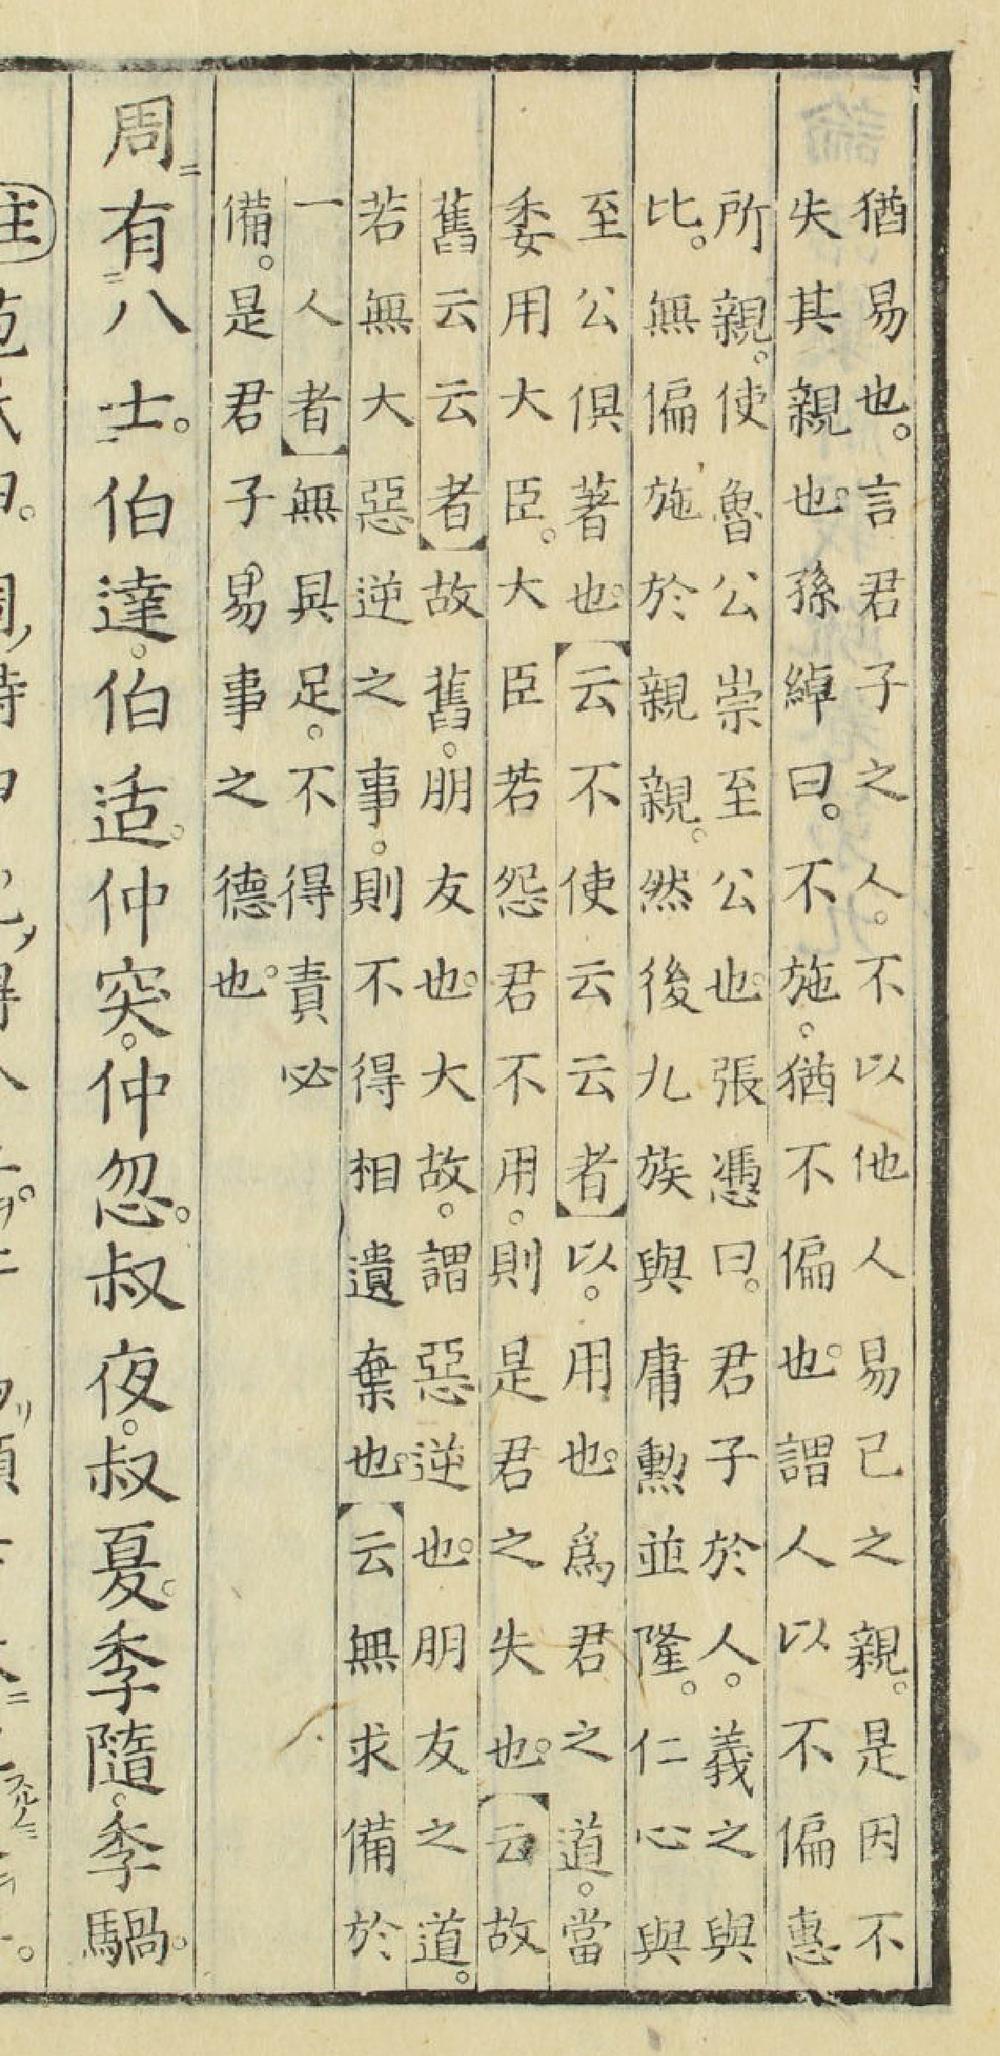 猶易也。言君子之人。不以他人易己之親。是因不
失其親也。孫綽曰。不施。猶不偏也。謂人以不偏惠
所親。使魯公崇至公也。張憑曰。君子於人。義之與
比。無偏施於親親。然後九族與庸勲並隆。仁心與
至公俱著也。云不使云云者以。用也。爲君之道。當
委用大臣。大臣若怨君不用。則是君之失也。云故
舊云云者故舊。朋友也。大故。謂惡逆也。朋友之道。
若無大惡逆之事。則不得相遺棄也。云無求備於
一人者無具足。不得責必
備。是君子易事之德也。
周有八士。伯達。伯适。仲突。仲忽。叔夜。叔夏。季隨。季騧。